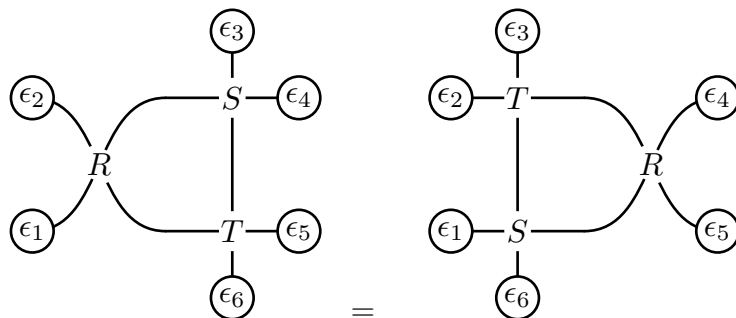 ϵ₃ ϵ₃
ϵ₂ S ϵ₄ ϵ₂ T ϵ₄
R R
ϵ₁ T ϵ₅ ϵ₁ S ϵ₅
ϵ₆ = ϵ₆